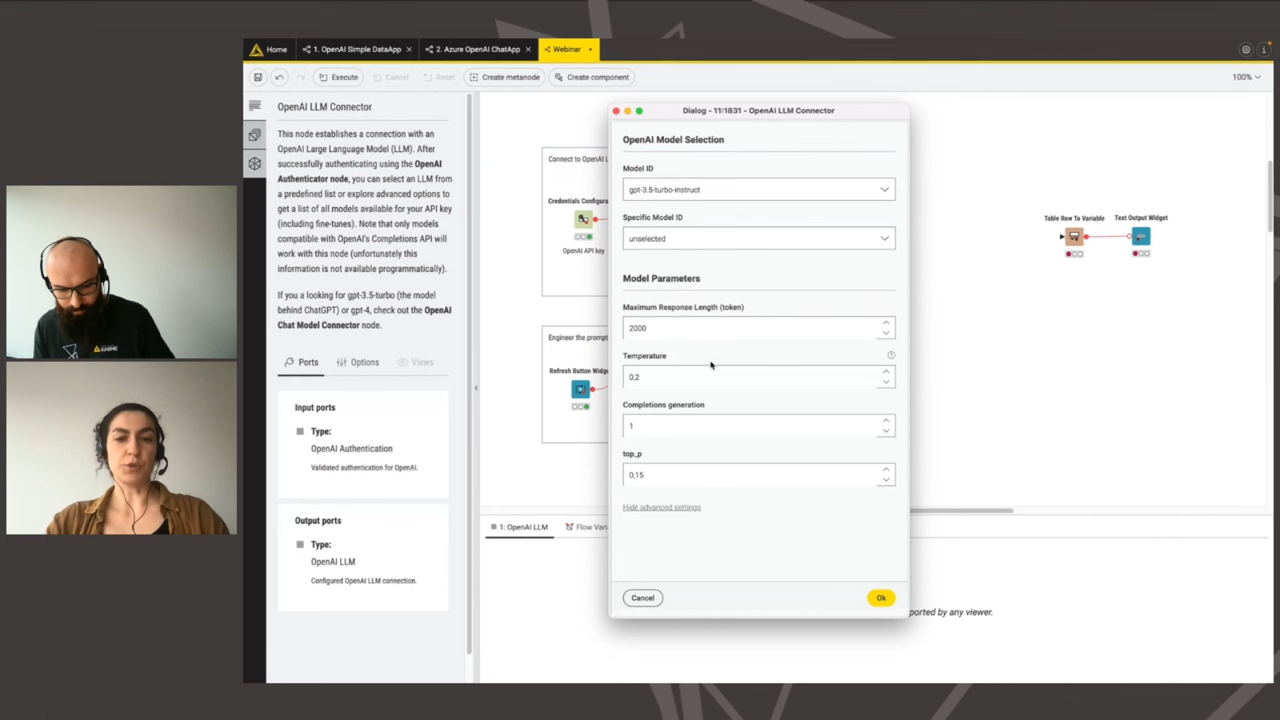 Home
1. OpenAI Simple DataApp
2. Azure OpenAI ChatApp
Webinar
Execute
Cancel
Reset
Create metanode
Create component
100%
OpenAI LLM Connector
This node establishes a connection with an
OpenAI Large Language Model (LLM). After
successfully authenticating using the OpenAI
Authenticator node, you can select an LLM from
a predefined list or explore advanced options to
get a list of all models available for your API key
(including fine-tunes). Note that only models
compatible with OpenAI's Completions API will
work with this node (unfortunately this
information is not available programmatically).
If you a looking for gpt-3.5-turbo (the model
behind ChatGPT) or gpt-4, check out the OpenAI
Chat Model Connector node.
Ports
Options
Views
Input ports
Type:
OpenAI Authentication
Validated authentication for OpenAI.
Output ports
Type:
OpenAI LLM
Configured OpenAI LLM connection.
Connect to OpenAI L
Credentials Configura
OpenAI API key
Engineer the prompt
Refresh Button Widge
1: OpenAI LLM
Flow Van
Dialog - 11:1831 - OpenAI LLM Connector
OpenAI Model Selection
Model ID
gpt-3.5-turbo-instruct
Specific Model ID
unselected
Model Parameters
Maximum Response Length (token)
2000
Temperature
0,2
Completions generation
1
top_p
0,15
Hide advanced settings
Cancel
Ok
Table Row To Variable
Text Output Widget
ported by any viewer.